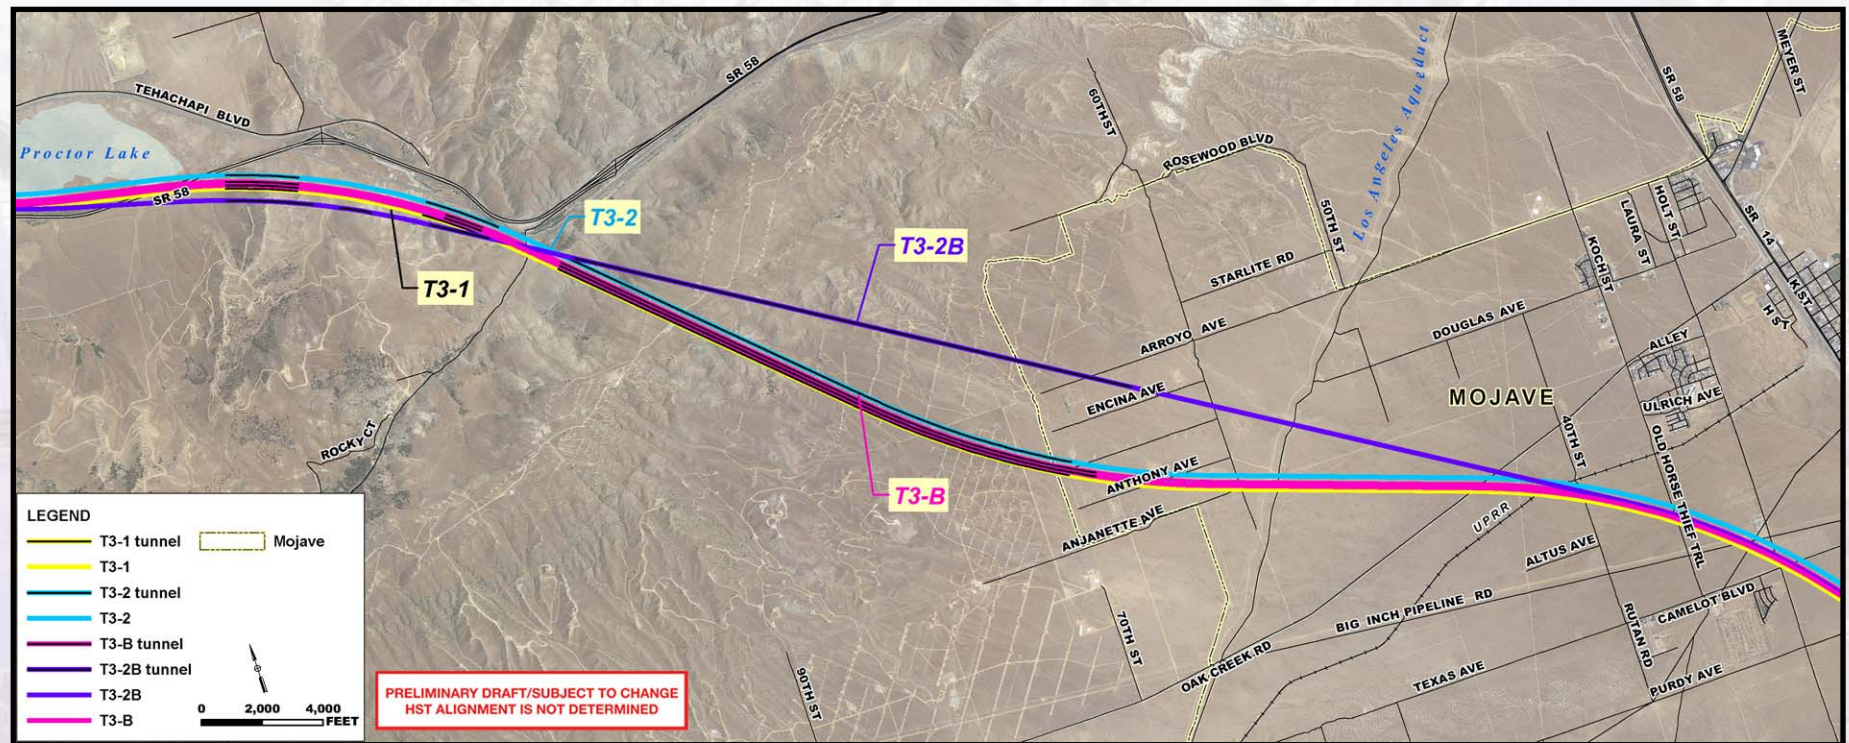 TEHACHAPI BLVD
Proctor Lake
SR 58
SR 58
T3-1
T3-2
T3-2B
T3-B
ROCKY CT
60TH ST
ROSEWOOD BLVD
50TH ST
Los Angeles Aqueduct
STARLITE RD
ARROYO AVE
ENCINA AVE
ANTHONY AVE
ANJANETTE AVE
DOUGLAS AVE
MOJAVE
SR 58
MEYER ST
HOLT ST
LAURA ST
KOCH ST
SR 14
K ST
H ST
ALLEY
ULRICH AVE
40TH ST
OLD HORSE THIEF TRL
UPRR
ALTUS AVE
BIG INCH PIPELINE RD
CAMELOT BLVD
RUTAN RD
PURDY AVE
TEXAS AVE
OAK CREEK RD
70TH ST
90TH ST
LEGEND
T3-1 tunnel
T3-1
T3-2 tunnel
T3-2
T3-B tunnel
T3-2B tunnel
T3-2B
T3-B
Mojave
0 2,000 4,000
FEET
PRELIMINARY DRAFT/SUBJECT TO CHANGE
HST ALIGNMENT IS NOT DETERMINED